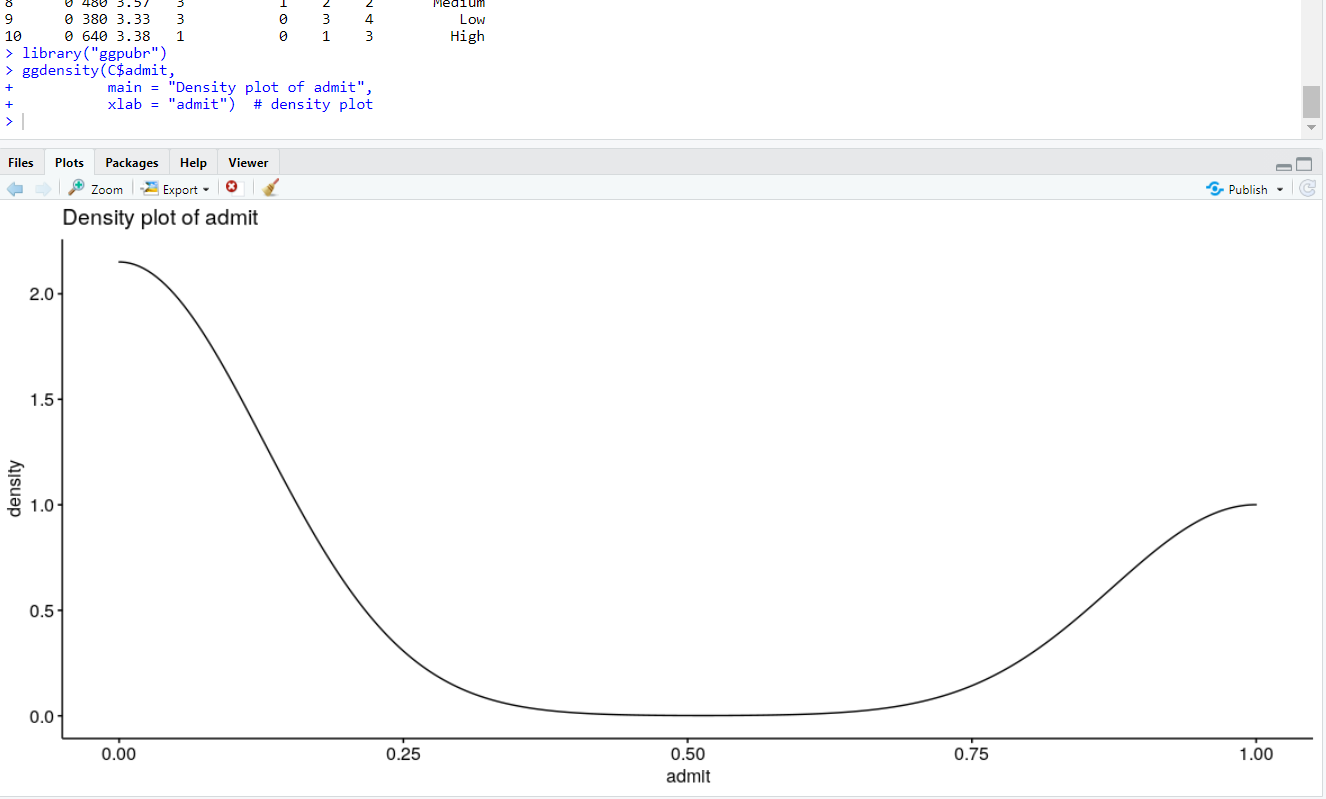 8 0 480 3.57 3 1 2 2 Medium
9 0 380 3.33 3 0 3 4 Low
10 0 640 3.38 1 0 1 3 High
> library("ggpubr")
> ggdensity(C$admit,
+ main = "Density plot of admit",
+ xlab = "admit") # density plot
>
Files Plots Packages Help Viewer
Zoom Export Publish
Density plot of admit
2.0
1.5
1.0
0.5
0.0
density
0.00 0.25 0.50 0.75 1.00
admit